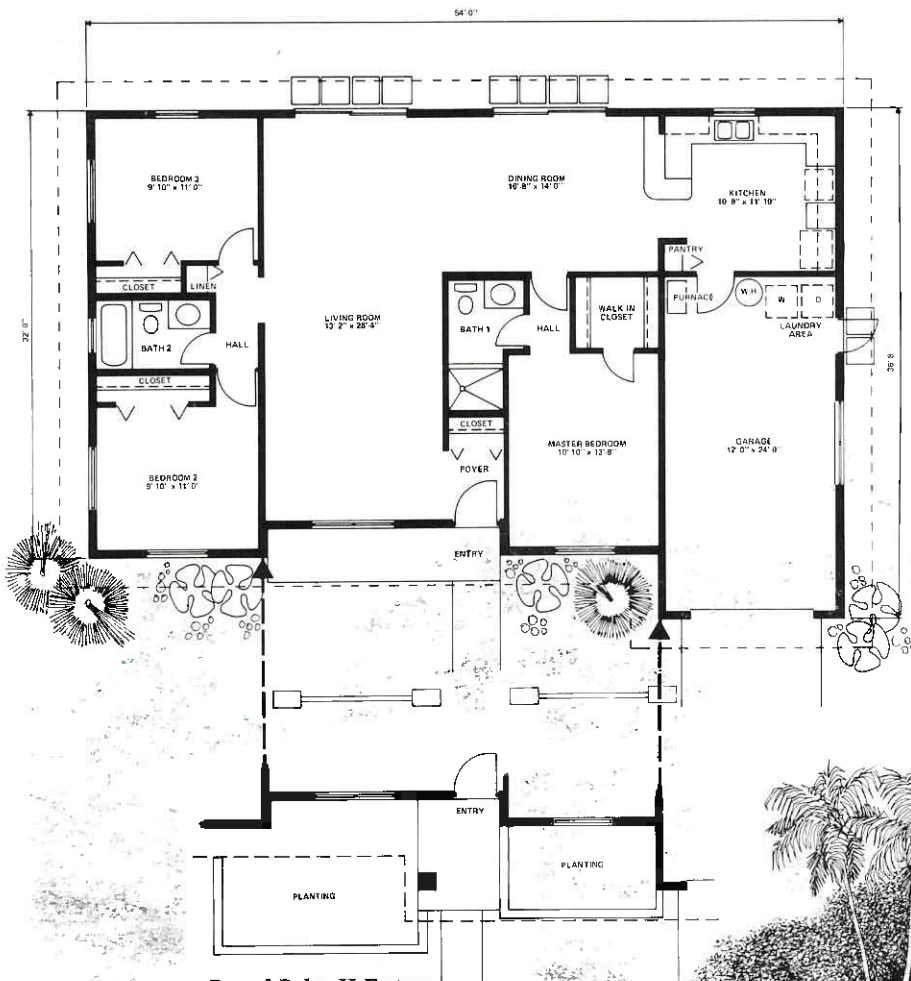 54'-0"
BEDROOM 3
9' 10" x 11' 0"
DINING ROOM
16'-8" x 14' 0"
KITCHEN
10'-8" x 11' 10"
PANTRY
CLOSET
LINEN
FURNACE
WH
W
D
LAUNDRY
AREA
WALK IN
CLOSET
32' 0"
36'-8
LIVING ROOM
13' 2" x 28'-4"
BATH 1
HALL
BATH 2
HALL
CLOSET
CLOSET
FOYER
MASTER BEDROOM
10' 10" x 13'-8"
GARAGE
12' 0" x 24' 0"
BEDROOM 2
9' 10" x 11' 0"
ENTRY
ENTRY
PLANTING
PLANTING